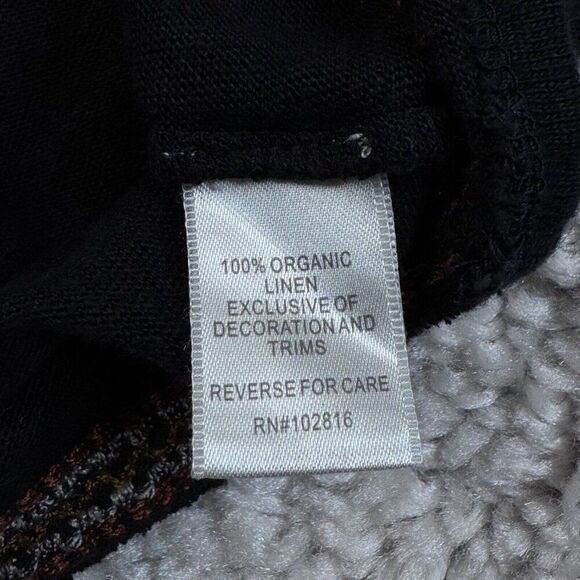 100% ORGANIC
LINEN
EXCLUSIVE OF
DECORATION AND
TRIMS
REVERSE FOR CARE
RN#102816